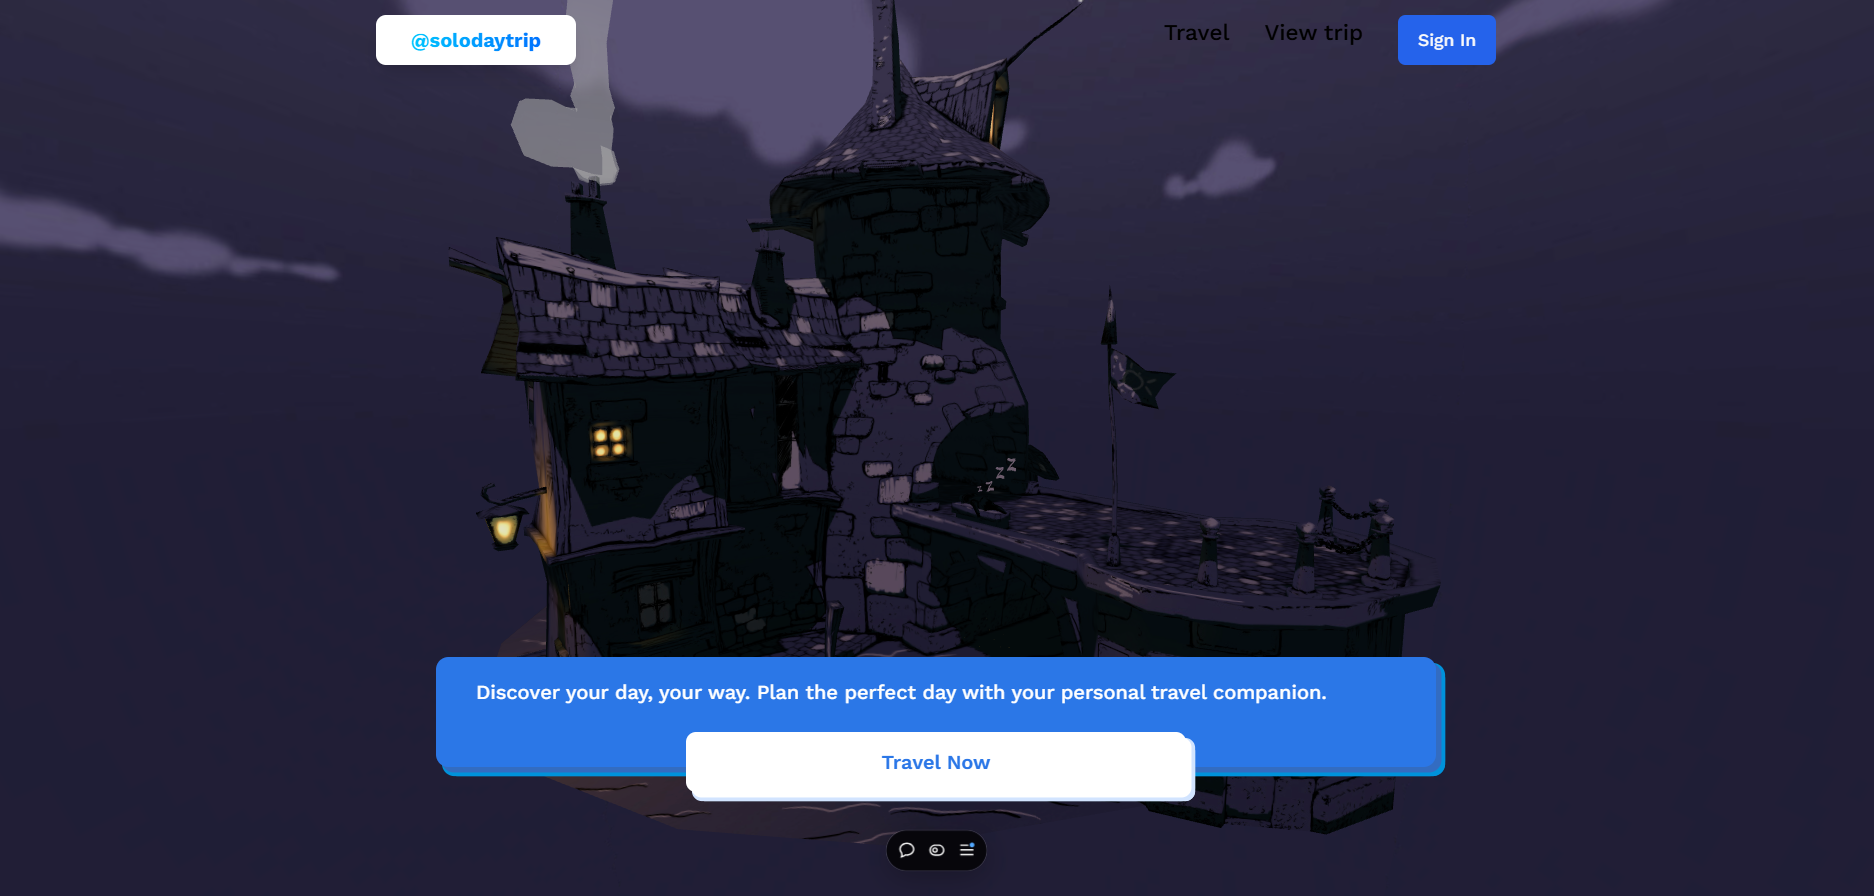 @solodaytrip
Travel
View trip
Sign In
z z z z
Discover your day, your way. Plan the perfect day with your personal travel companion.
Travel Now